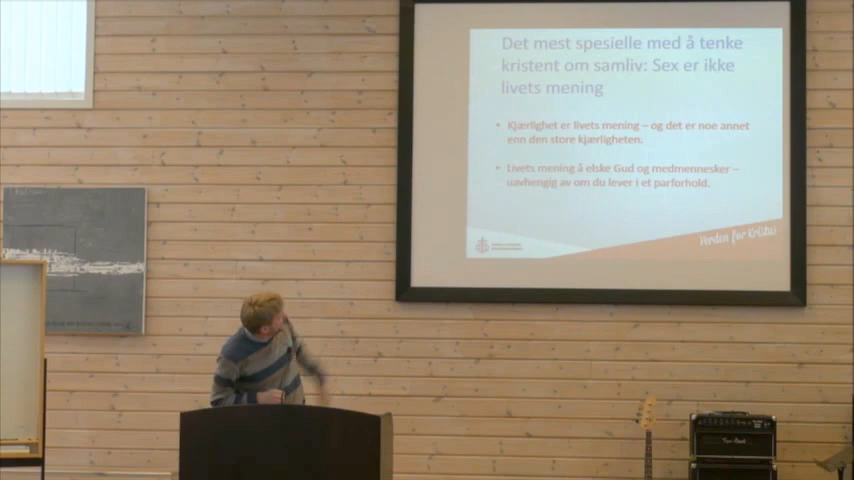 Det mest spesielle med å tenke
kristent om samliv: Sex er ikke
livets mening
• Kjærlighet er livets mening – og det er noe annet
enn den store kjærligheten.
• Livets mening å elske Gud og medmennesker –
uavhengig av om du lever i et parforhold.
Verden for Kristus